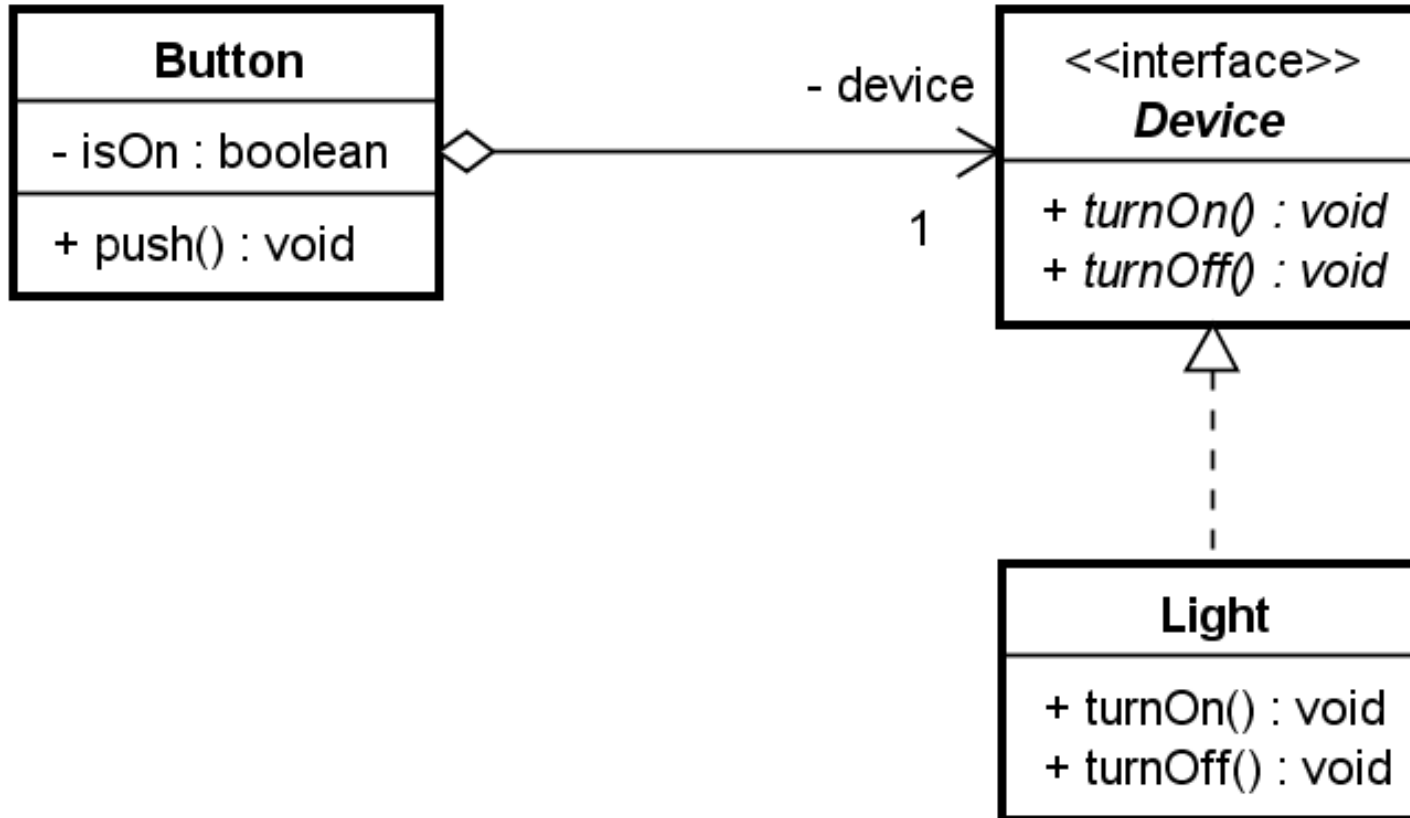 Button
- isOn : boolean
+ push() : void
- device
1
<<interface>>
Device
+ turnOn() : void
+ turnOff() : void
Light
+ turnOn() : void
+ turnOff() : void